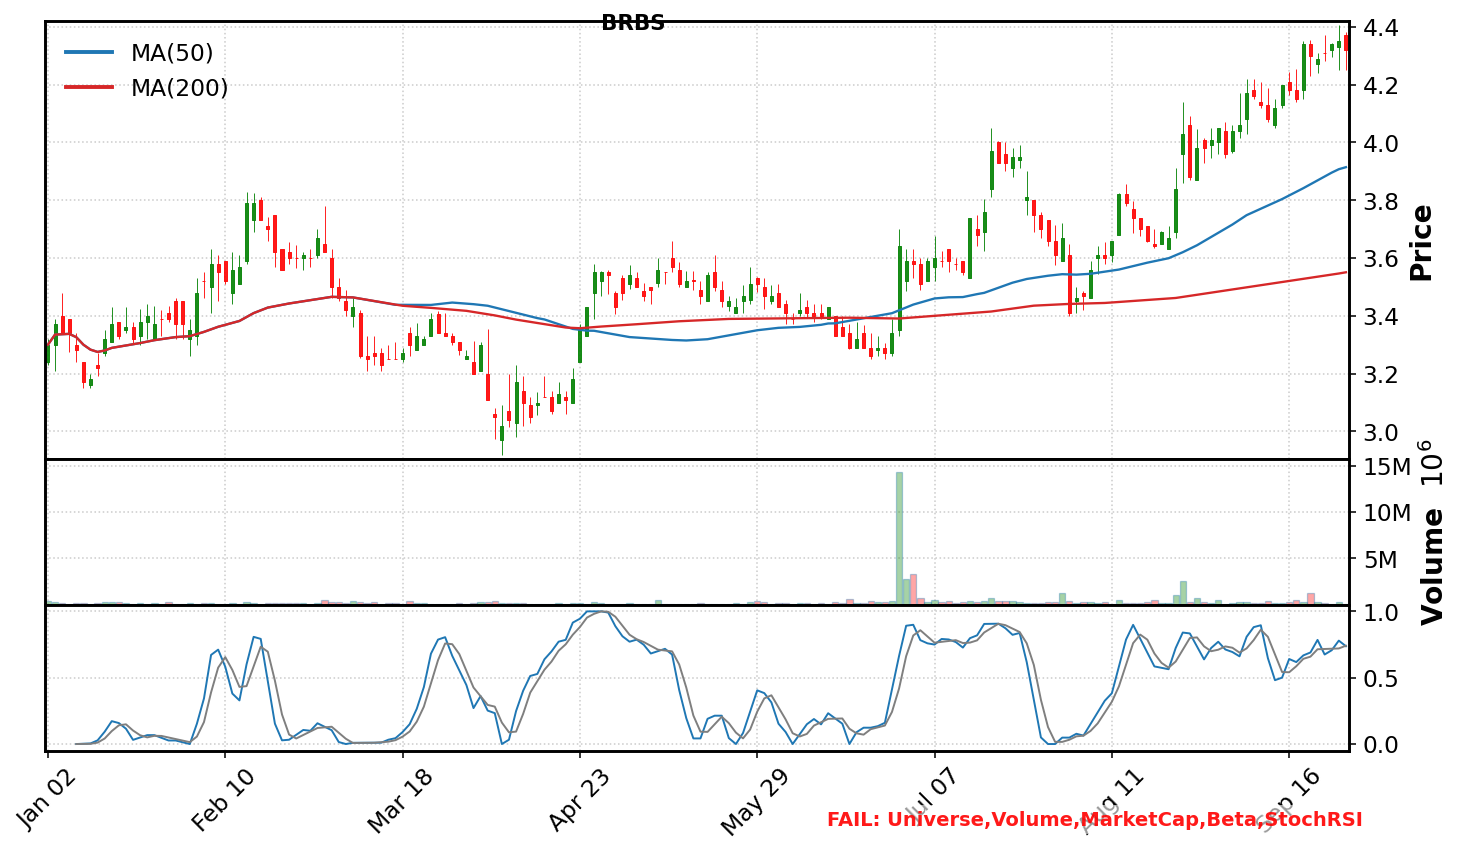 BRBS
MA(50)
MA(200)
4.4
4.2
4.0
3.8
3.6
3.4
3.2
3.0
Price
15M
10M
5M
Volume 10^6
1.0
0.5
0.0
Jan 02
Feb 10
Mar 18
Apr 23
May 29
Jul 07
Aug 11
Sep 16
FAIL: Universe,Volume,MarketCap,Beta,StochRSI